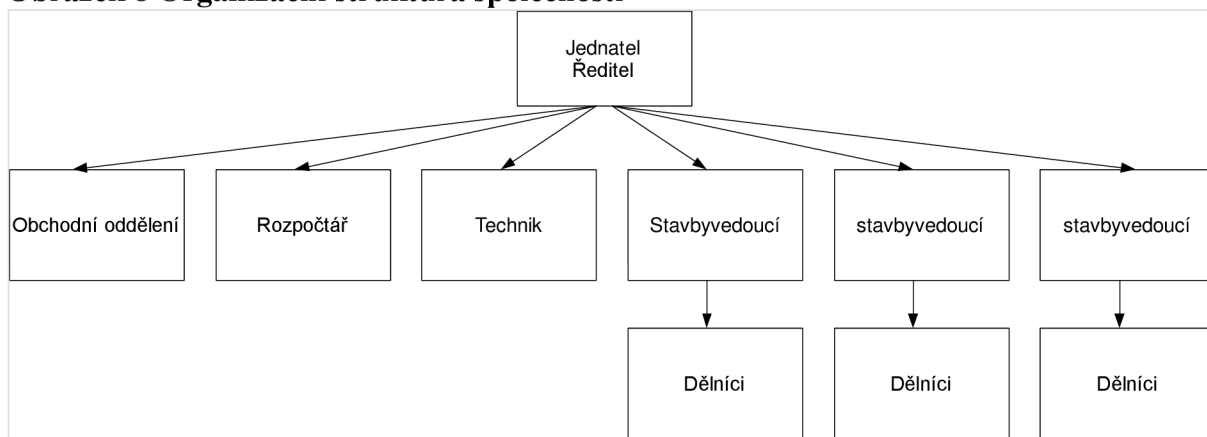 Jednatel
Ředitel
Obchodní oddělení
Rozpočtář
Technik
Stavbyvedoucí
stavbyvedoucí
stavbyvedoucí
Dělníci
Dělníci
Dělníci